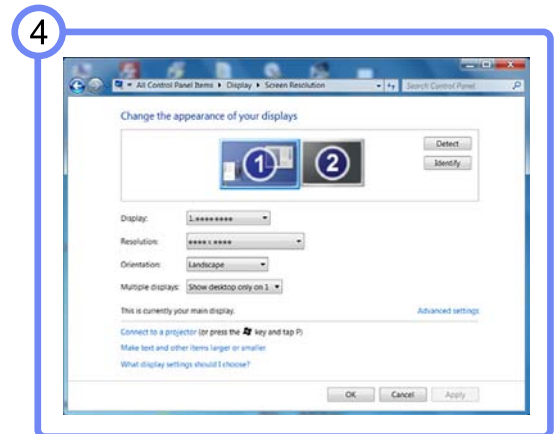 4
All Control Panel Items ▸ Display ▸ Screen Resolution
Search Control Panel
Change the appearance of your displays
1 2
Detect
Identify
Display: 1.******** 
Resolution: **** x ****
Orientation: Landscape
Multiple displays: Show desktop only on 1
This is currently your main display. Advanced settings
Connect to a projector (or press the key and tap P)
Make text and other items larger or smaller
What display settings should I choose?
OK Cancel Apply